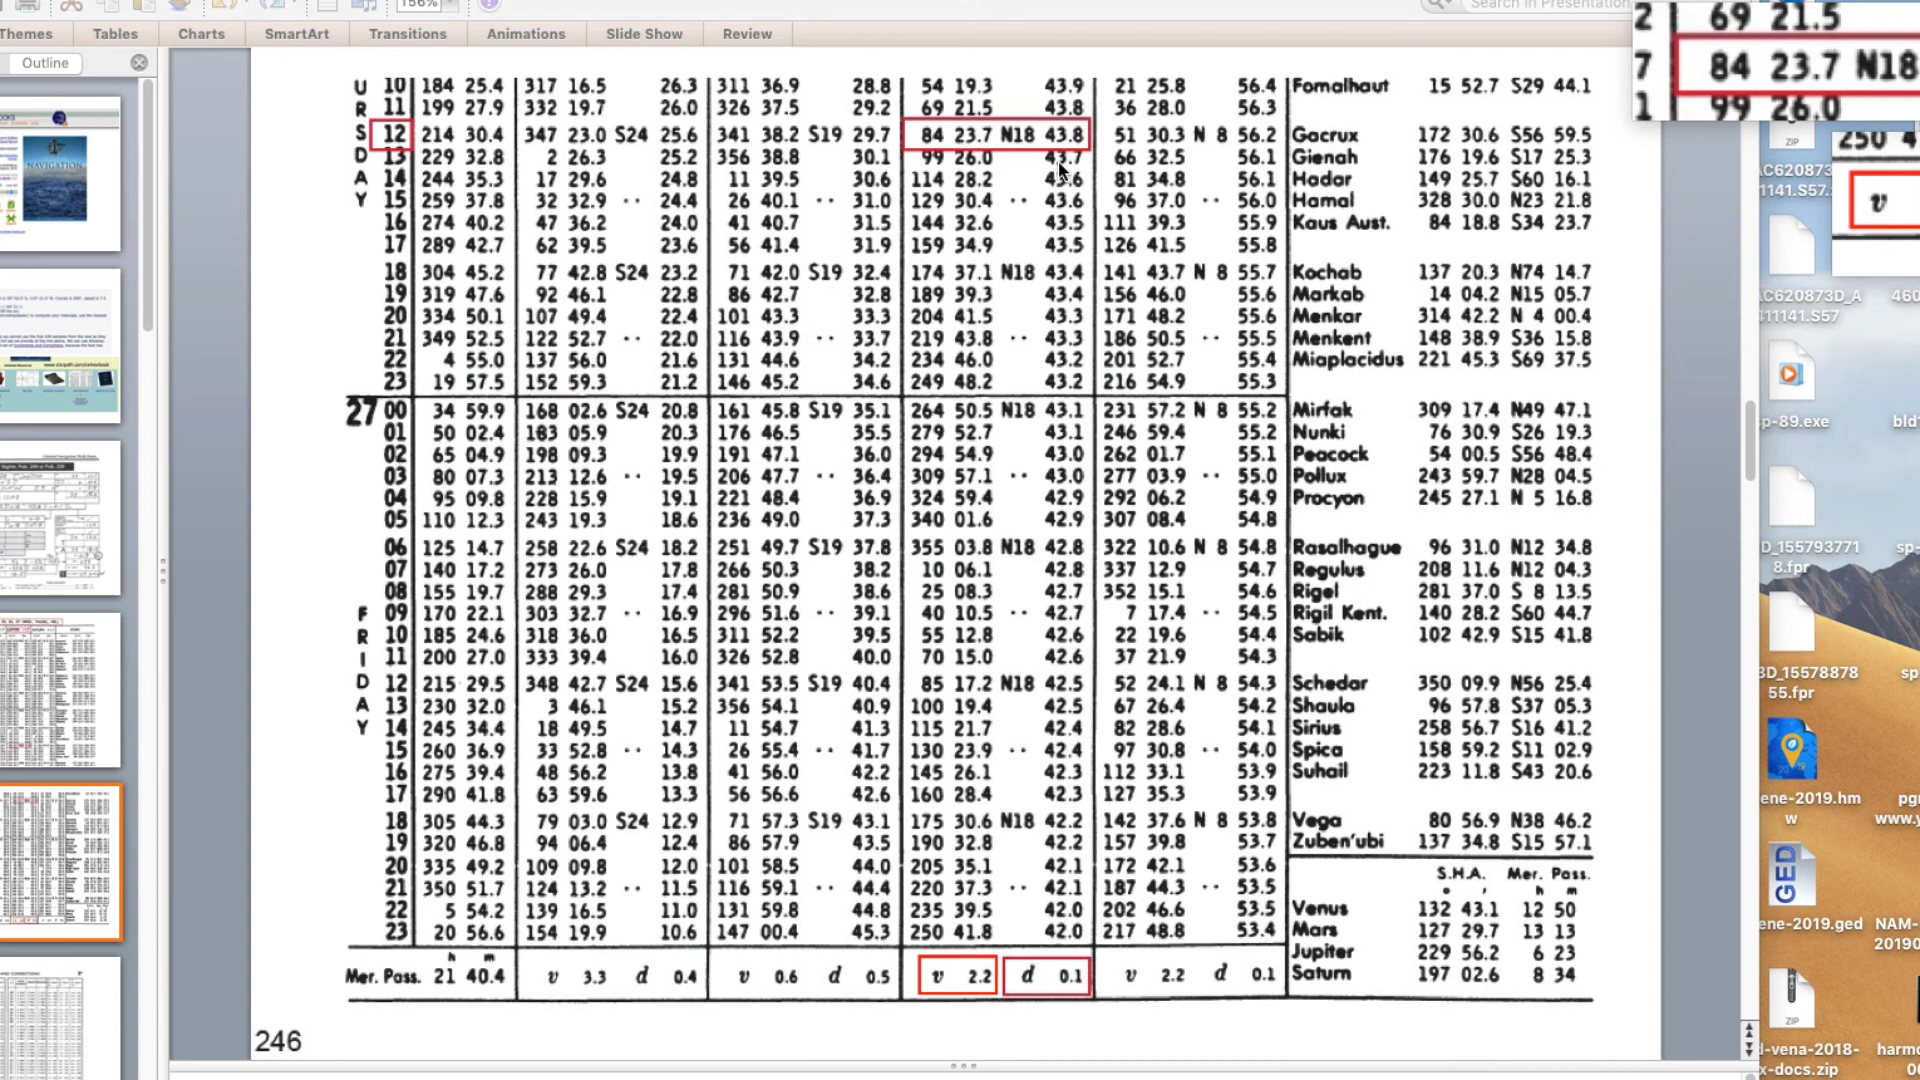 156%
Search in Presentation
Themes Tables Charts SmartArt Transitions Animations Slide Show Review
Outline
NAVIGATION
U 10 184 25.4 317 16.5 26.3 311 36.9 28.8 54 19.3 43.9 21 25.8 56.4 Fomalhaut 15 52.7 S29 44.1
R 11 199 27.9 332 19.7 26.0 326 37.5 29.2 69 21.5 43.8 36 28.0 56.3
S 12 214 30.4 347 23.0 S24 25.6 341 38.2 S19 29.7 84 23.7 N18 43.8 51 30.3 N 8 56.2 Gacrux 172 30.6 S56 59.5
D 13 229 32.8 2 26.3 25.2 356 38.8 30.1 99 26.0 43.7 66 32.5 56.1 Gienah 176 19.6 S17 25.3
A 14 244 35.3 17 29.6 24.8 11 39.5 30.6 114 28.2 43.6 81 34.8 56.1 Hadar 149 25.7 S60 16.1
Y 15 259 37.8 32 32.9 ·· 24.4 26 40.1 ·· 31.0 129 30.4 ·· 43.6 96 37.0 ·· 56.0 Hamal 328 30.0 N23 21.8
16 274 40.2 47 36.2 24.0 41 40.7 31.5 144 32.6 43.5 111 39.3 55.9 Kaus Aust. 84 18.8 S34 23.7
17 289 42.7 62 39.5 23.6 56 41.4 31.9 159 34.9 43.5 126 41.5 55.8
18 304 45.2 77 42.8 S24 23.2 71 42.0 S19 32.4 174 37.1 N18 43.4 141 43.7 N 8 55.7 Kochab 137 20.3 N74 14.7
19 319 47.6 92 46.1 22.8 86 42.7 32.8 189 39.3 43.4 156 46.0 55.6 Markab 14 04.2 N15 05.7
20 334 50.1 107 49.4 22.4 101 43.3 33.3 204 41.5 43.3 171 48.2 55.6 Menkar 314 42.2 N 4 00.4
21 349 52.5 122 52.7 ·· 22.0 116 43.9 ·· 33.7 219 43.8 ·· 43.3 186 50.5 ·· 55.5 Menkent 148 38.9 S36 15.8
22 4 55.0 137 56.0 21.6 131 44.6 34.2 234 46.0 43.2 201 52.7 55.4 Miaplacidus 221 45.3 S69 37.5
23 19 57.5 152 59.3 21.2 146 45.2 34.6 249 48.2 43.2 216 54.9 55.3
27 00 34 59.9 168 02.6 S24 20.8 161 45.8 S19 35.1 264 50.5 N18 43.1 231 57.2 N 8 55.2 Mirfak 309 17.4 N49 47.1
01 50 02.4 183 05.9 20.3 176 46.5 35.5 279 52.7 43.1 246 59.4 55.2 Nunki 76 30.9 S26 19.3
02 65 04.9 198 09.3 19.9 191 47.1 36.0 294 54.9 43.0 262 01.7 55.1 Peacock 54 00.5 S56 48.4
03 80 07.3 213 12.6 ·· 19.5 206 47.7 ·· 36.4 309 57.1 ·· 43.0 277 03.9 ·· 55.0 Pollux 243 59.7 N28 04.5
04 95 09.8 228 15.9 19.1 221 48.4 36.9 324 59.4 42.9 292 06.2 54.9 Procyon 245 27.1 N 5 16.8
05 110 12.3 243 19.3 18.6 236 49.0 37.3 340 01.6 42.9 307 08.4 54.8
06 125 14.7 258 22.6 S24 18.2 251 49.7 S19 37.8 355 03.8 N18 42.8 322 10.6 N 8 54.8 Rasalhague 96 31.0 N12 34.8
07 140 17.2 273 26.0 17.8 266 50.3 38.2 10 06.1 42.8 337 12.9 54.7 Regulus 208 11.6 N12 04.3
08 155 19.7 288 29.3 17.4 281 50.9 38.6 25 08.3 42.7 352 15.1 54.6 Rigel 281 37.0 S 8 13.5
F 09 170 22.1 303 32.7 ·· 16.9 296 51.6 ·· 39.1 40 10.5 ·· 42.7 7 17.4 ·· 54.5 Rigil Kent. 140 28.2 S60 44.7
R 10 185 24.6 318 36.0 16.5 311 52.2 39.5 55 12.8 42.6 22 19.6 54.4 Sabik 102 42.9 S15 41.8
I 11 200 27.0 333 39.4 16.0 326 52.8 40.0 70 15.0 42.6 37 21.9 54.3
D 12 215 29.5 348 42.7 S24 15.6 341 53.5 S19 40.4 85 17.2 N18 42.5 52 24.1 N 8 54.3 Schedar 350 09.9 N56 25.4
A 13 230 32.0 3 46.1 15.2 356 54.1 40.9 100 19.4 42.5 67 26.4 54.2 Shaula 96 57.8 S37 05.3
Y 14 245 34.4 18 49.5 14.7 11 54.7 41.3 115 21.7 42.4 82 28.6 54.1 Sirius 258 56.7 S16 41.2
15 260 36.9 33 52.8 ·· 14.3 26 55.4 ·· 41.7 130 23.9 ·· 42.4 97 30.8 ·· 54.0 Spica 158 59.2 S11 02.9
16 275 39.4 48 56.2 13.8 41 56.0 42.2 145 26.1 42.3 112 33.1 53.9 Suhail 223 11.8 S43 20.6
17 290 41.8 63 59.6 13.3 56 56.6 42.6 160 28.4 42.3 127 35.3 53.9
18 305 44.3 79 03.0 S24 12.9 71 57.3 S19 43.1 175 30.6 N18 42.2 142 37.6 N 8 53.8 Vega 80 56.9 N38 46.2
19 320 46.8 94 06.4 12.4 86 57.9 43.5 190 32.8 42.2 157 39.8 53.7 Zuben'ubi 137 34.8 S15 57.1
20 335 49.2 109 09.8 12.0 101 58.5 44.0 205 35.1 42.1 172 42.1 53.6 S.H.A. Mer. Pass.
21 350 51.7 124 13.2 ·· 11.5 116 59.1 ·· 44.4 220 37.3 ·· 42.1 187 44.3 ·· 53.5 ° ' h m
22 5 54.2 139 16.5 11.0 131 59.8 44.8 235 39.5 42.0 202 46.6 53.5 Venus 132 43.1 12 50
23 20 56.6 154 19.9 10.6 147 00.4 45.3 250 41.8 42.0 217 48.8 53.4 Mars 127 29.7 13 13
h m Jupiter 229 56.2 6 23
Mer. Pass. 21 40.4 v 3.3 d 0.4 v 0.6 d 0.5 v 2.2 d 0.1 v 2.2 d 0.1 Saturn 197 02.6 8 34
246
2 69 21.5
7 84 23.7 N18
1 99 26.0
ZIP
250 4
AC620873
1141.S57
v
AC620873D_A
411141.S57
460
sp-89.exe
bld
D_155793771
8.fpr
sp-
3D_15578878
55.fpr
sp
ene-2019.hm
w
pgr
www.y
GED
ene-2019.ged
NAM-
20190
ZIP
d-vena-2018-
x-docs.zip
harmo